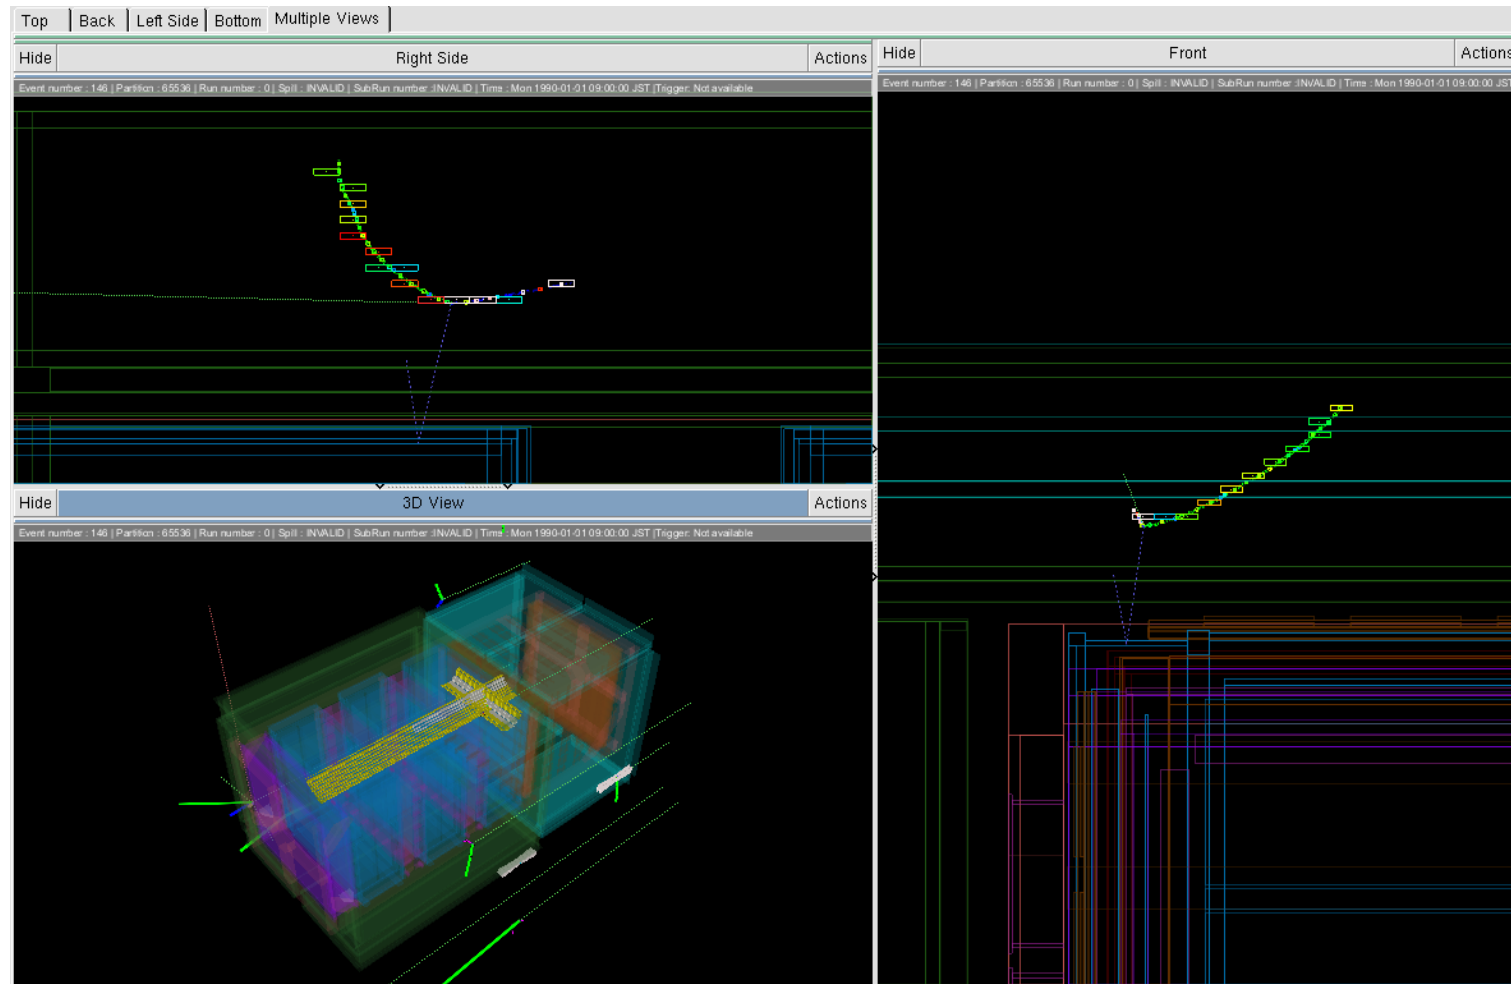 Top Back Left Side Bottom Multiple Views
Hide Right Side Actions
Event number : 146 | Partition : 65536 | Run number : 0 | Spill : INVALID | SubRun number :INVALID | Time : Mon 1990-01-01 09:00:00 JST |Trigger: Not available
Hide Front Actions
Event number : 146 | Partition : 65536 | Run number : 0 | Spill : INVALID | SubRun number :INVALID | Time : Mon 1990-01-01 09:00:00 JST
Hide 3D View Actions
Event number : 146 | Partition : 65536 | Run number : 0 | Spill : INVALID | SubRun number :INVALID | Time : Mon 1990-01-01 09:00:00 JST |Trigger: Not available